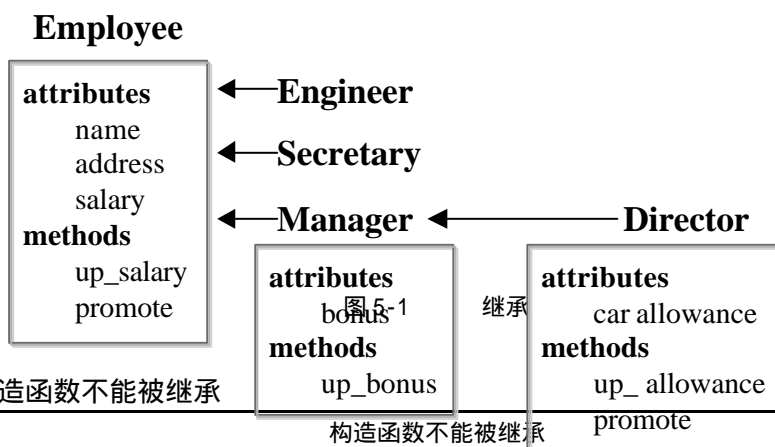 Employee
attributes
name
address
salary
methods
up_salary
promote
Engineer
Secretary
Manager
Director
attributes
bonus
methods
up_bonus
attributes
car allowance
methods
up_ allowance
promote
图 5-1 继承
造函数不能被继承
构造函数不能被继承